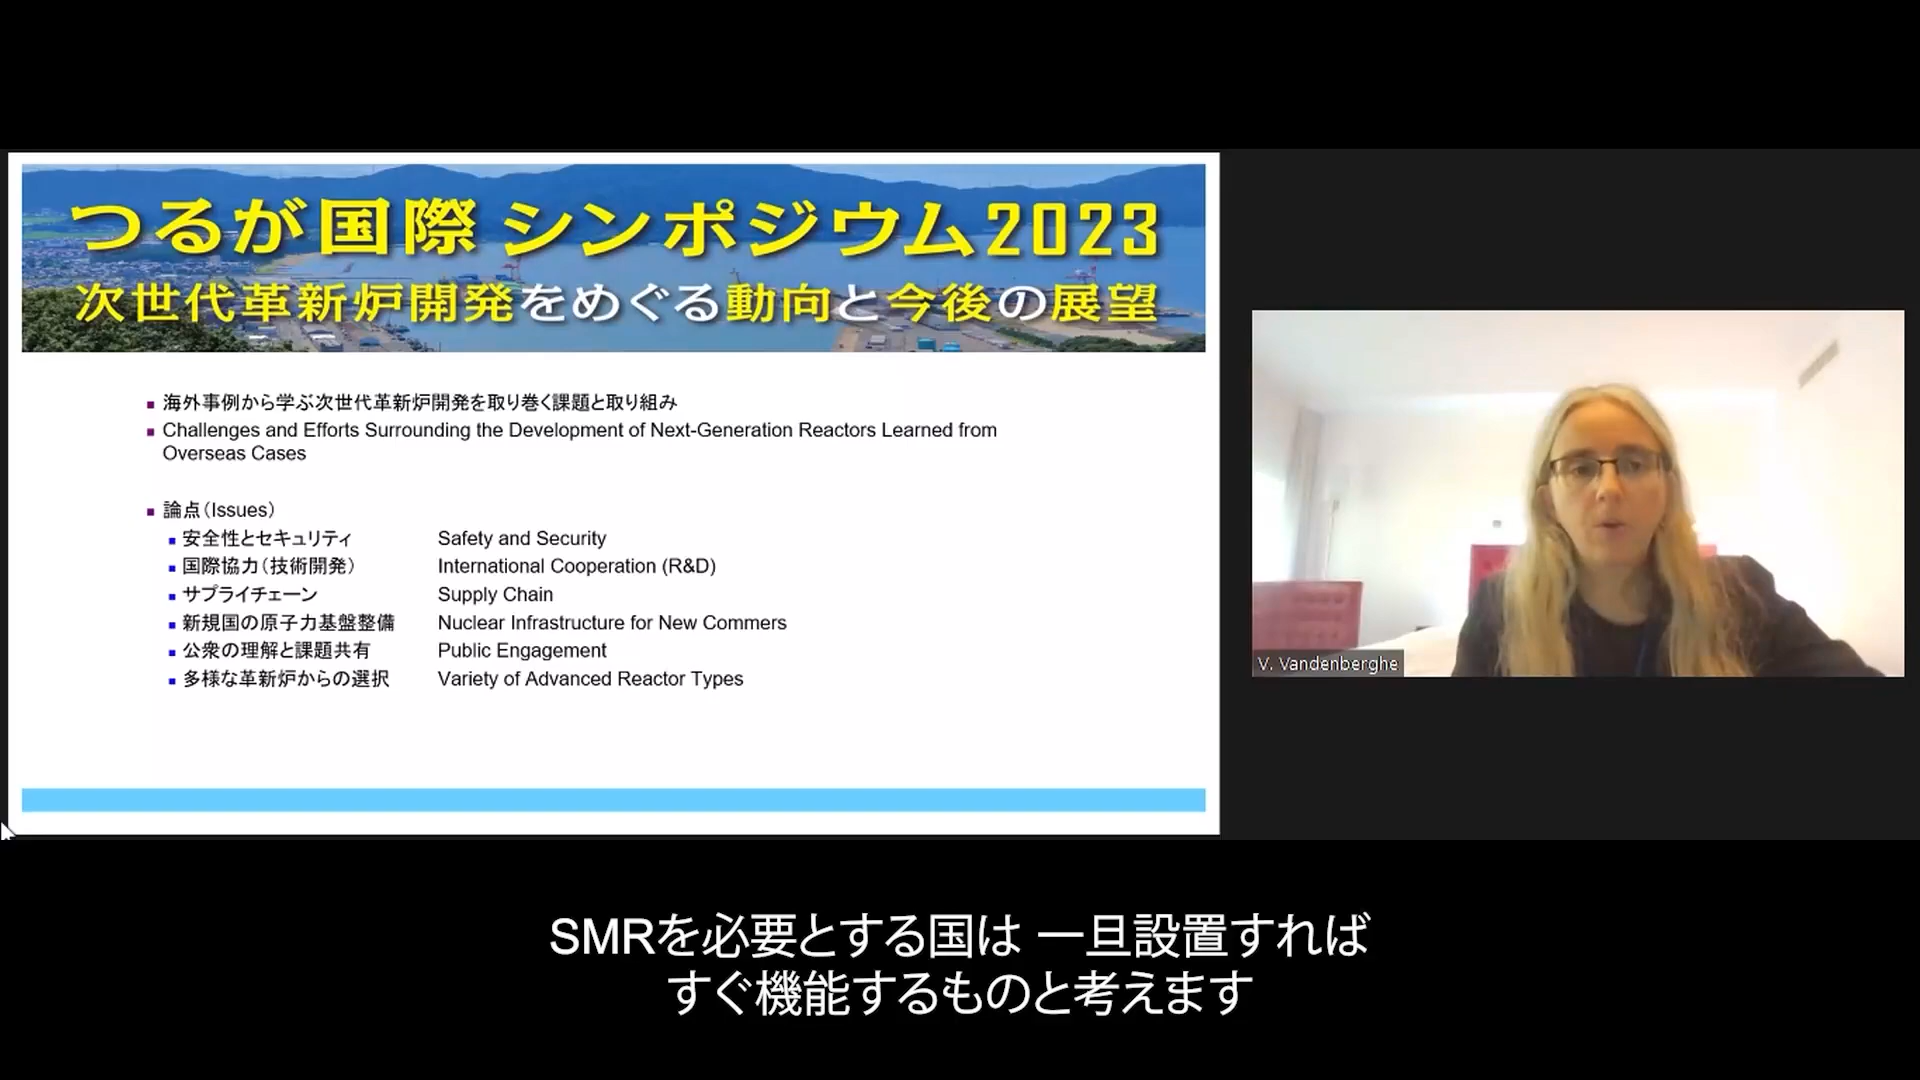 つるが国際 シンポジウム2023
次世代革新炉開発をめぐる動向と今後の展望
海外事例から学ぶ次世代革新炉開発を取り巻く課題と取り組み
Challenges and Efforts Surrounding the Development of Next-Generation Reactors Learned from
Overseas Cases
論点（Issues）
安全性とセキュリティ Safety and Security
国際協力（技術開発） International Cooperation (R&D)
サプライチェーン Supply Chain
新規国の原子力基盤整備 Nuclear Infrastructure for New Commers
公衆の理解と課題共有 Public Engagement
多様な革新炉からの選択 Variety of Advanced Reactor Types
V. Vandenberghe
SMRを必要とする国は 一旦設置すれば
すぐ機能するものと考えます